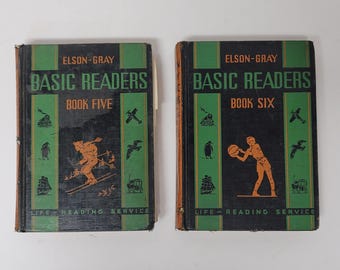 ELSON-GRAY
BASIC READERS
BOOK FIVE
LIFE-READING SERVICE
ELSON-GRAY
BASIC READERS
BOOK SIX
LIFE-READING SERVICE